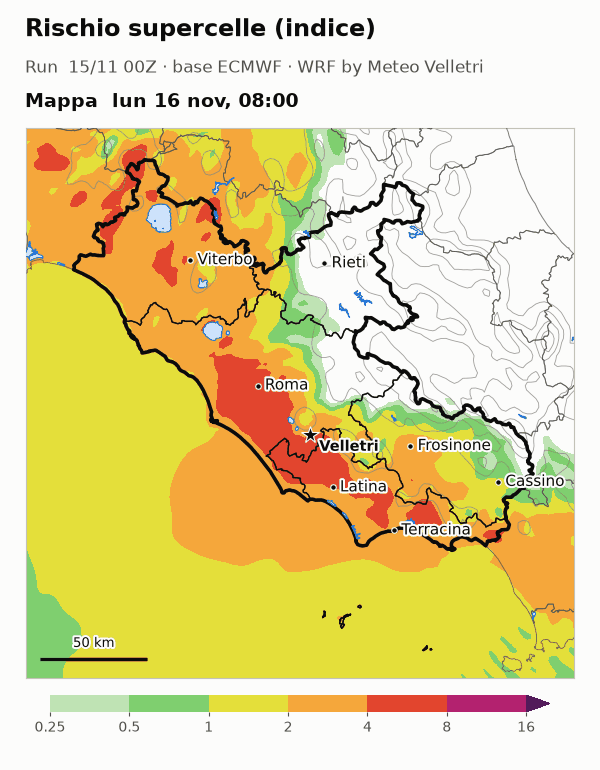 Rischio supercelle (indice)
Run  15/11 00Z · base ECMWF · WRF by Meteo Velletri
Mappa  lun 16 nov, 08:00
Viterbo
Rieti
Roma
Velletri
Frosinone
Cassino
Latina
Terracina
50 km
0.25 0.5 1 2 4 8 16